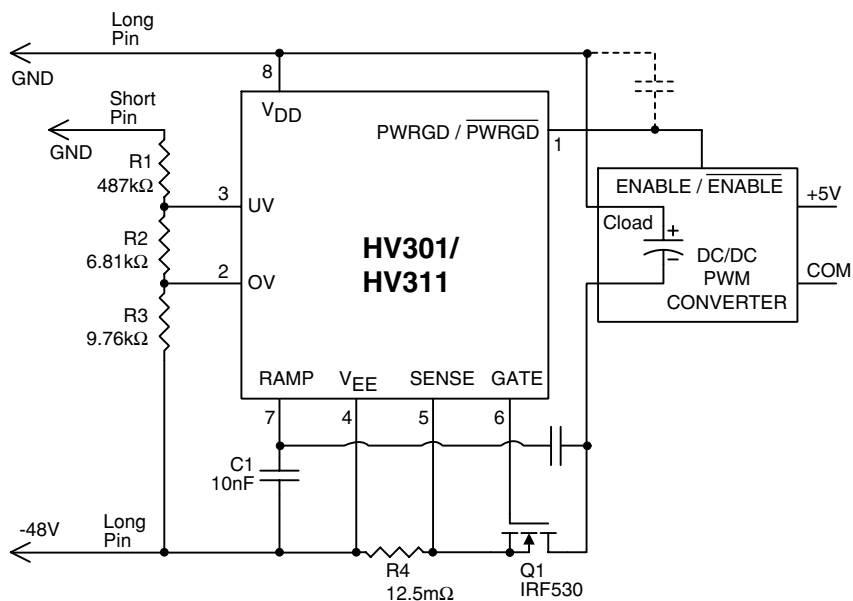 Long
Pin
GND
8
VDD
Short
Pin
GND
PWRGD / PWRGD
1
R1
487kΩ
3
UV
ENABLE / ENABLE
+5V
R2
6.81kΩ
2
OV
HV301/
HV311
Cload
+
−
DC/DC
PWM
CONVERTER
COM
R3
9.76kΩ
RAMP
VEE
SENSE
GATE
7
4
5
6
C1
10nF
-48V
Long
Pin
R4
12.5mΩ
Q1
IRF530